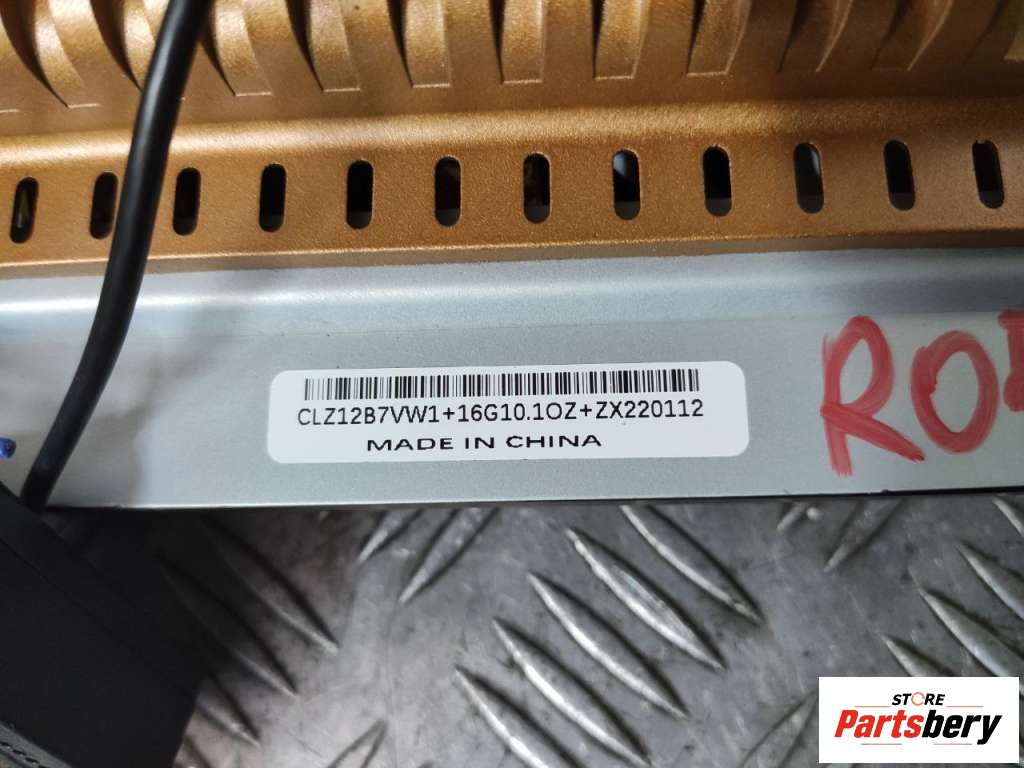 CLZ12B7VW1+16G10.1OZ+ZX220112
MADE IN CHINA
STORE
Partsbery